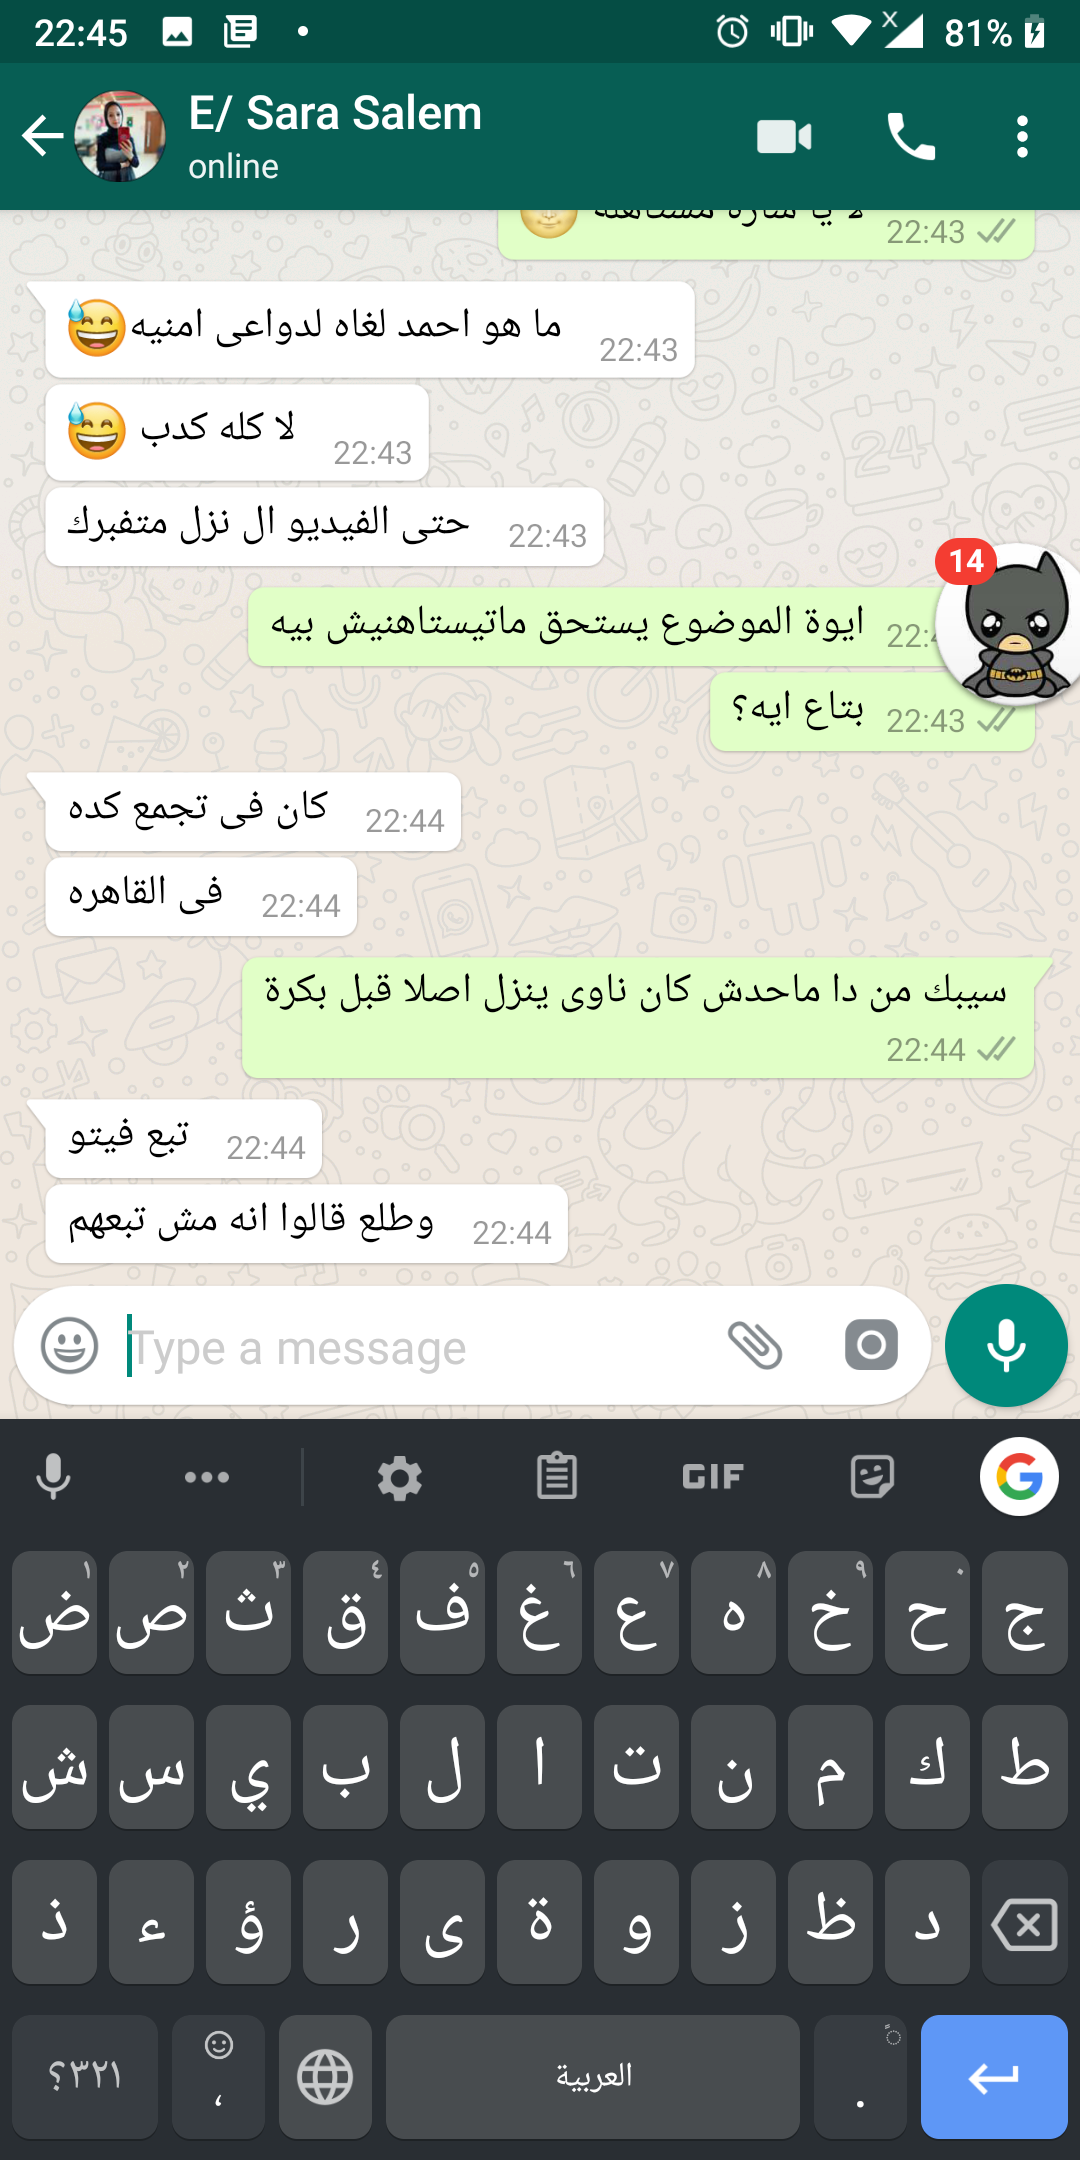 22:45
81%
E/ Sara Salem
online
22:43
ما هو احمد لغاه لدواعى امنيه😅
22:43
لا كله كدب 😅
22:43
حتى الفيديو ال نزل متفبرك
22:43
ايوة الموضوع يستحق ماتيستاهنيش بيه
22:4
14
بتاع ايه؟
22:43
كان فى تجمع كده
22:44
فى القاهره
22:44
سيبك من دا ماحدش كان ناوى ينزل اصلا قبل بكرة
22:44
تبع فيتو
22:44
وطلع قالوا انه مش تبعهم
22:44
Type a message
GIF
G
١ ٢ ٣ ٤ ٥ ٦ ٧ ٨ ٩ ٠
ض ص ث ق ف غ ع ه خ ح ج
ش س ي ب ل ا ت ن م ك ط
ذ ء ؤ ر ى ة و ز ظ د
؟٣٢١ ، العربية .